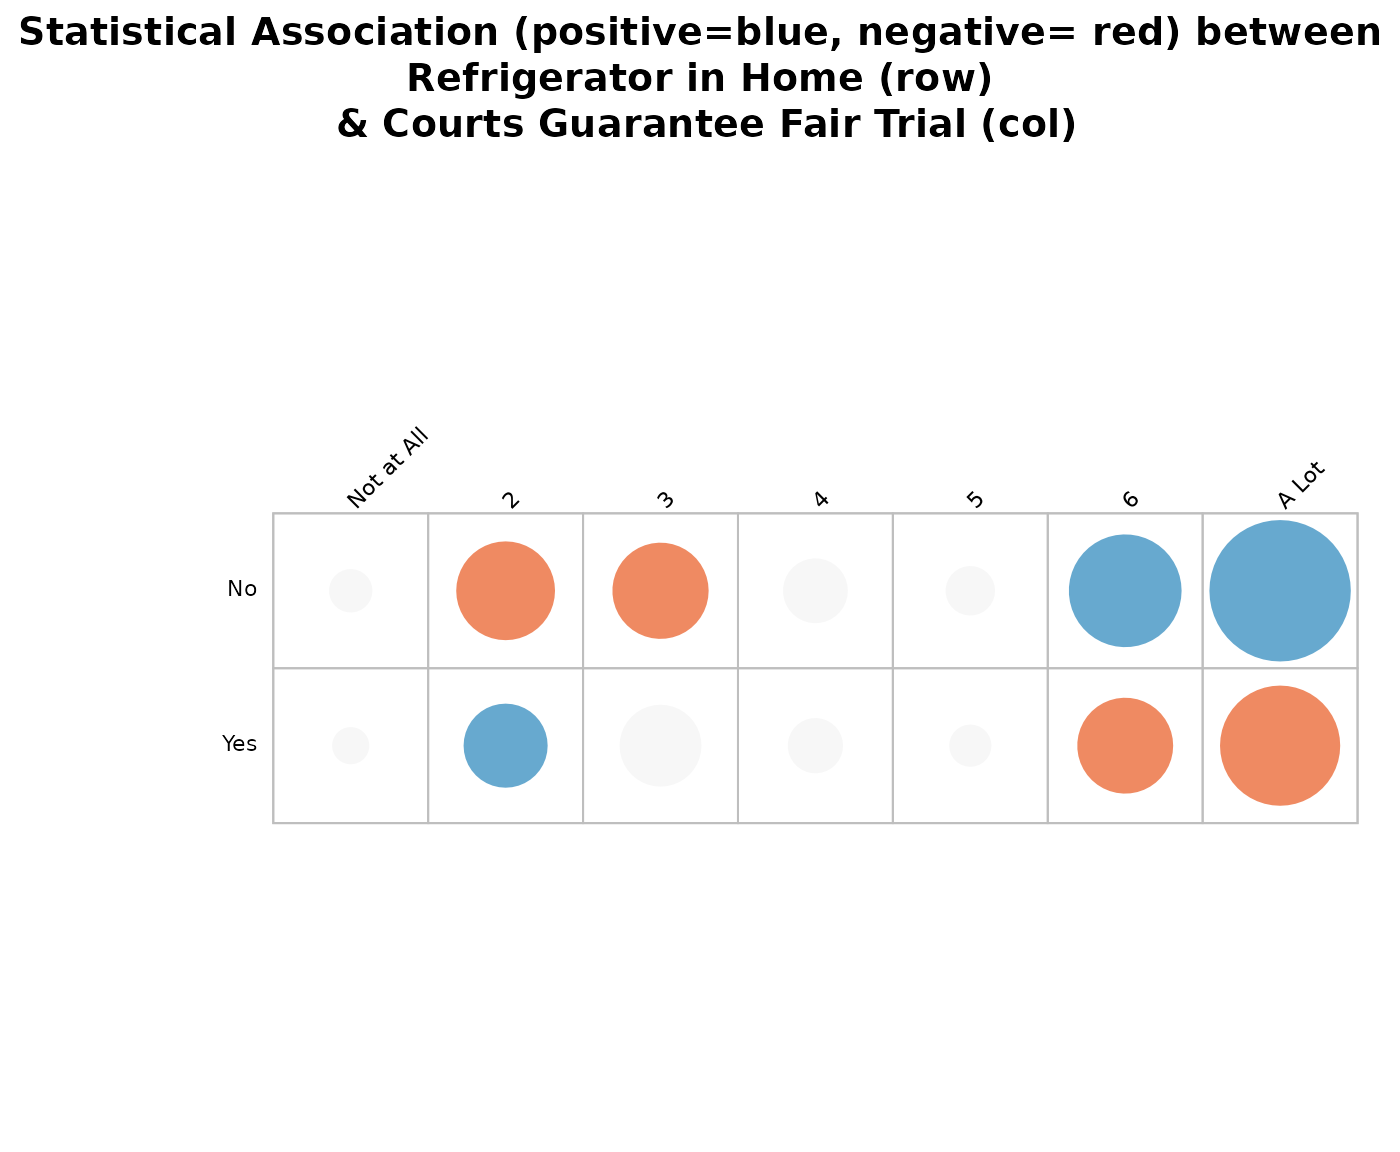 Statistical Association (positive=blue, negative= red) between
Refrigerator in Home (row)
& Courts Guarantee Fair Trial (col)
Not at All
2
3
4
5
6
A Lot
No
Yes